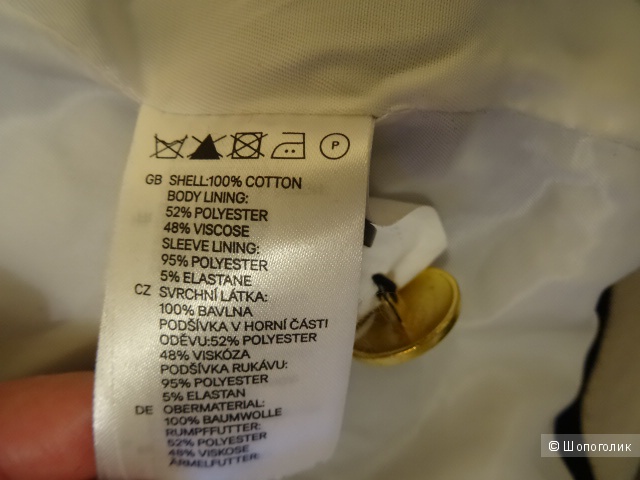 P
GB SHELL:100% COTTON
BODY LINING:
52% POLYESTER
48% VISCOSE
SLEEVE LINING:
95% POLYESTER
5% ELASTANE
CZ SVRCHNÍ LÁTKA:
100% BAVLNA
PODŠÍVKA V HORNÍ ČÁSTI
ODĚVU:52% POLYESTER
48% VISKÓZA
PODŠÍVKA RUKÁVU:
95% POLYESTER
5% ELASTAN
DE OBERMATERIAL:
100% BAUMWOLLE
RUMPFFUTTER:
52% POLYESTER
48% VISKOSE
ÄRMELFUTTER:
© Шопоголик